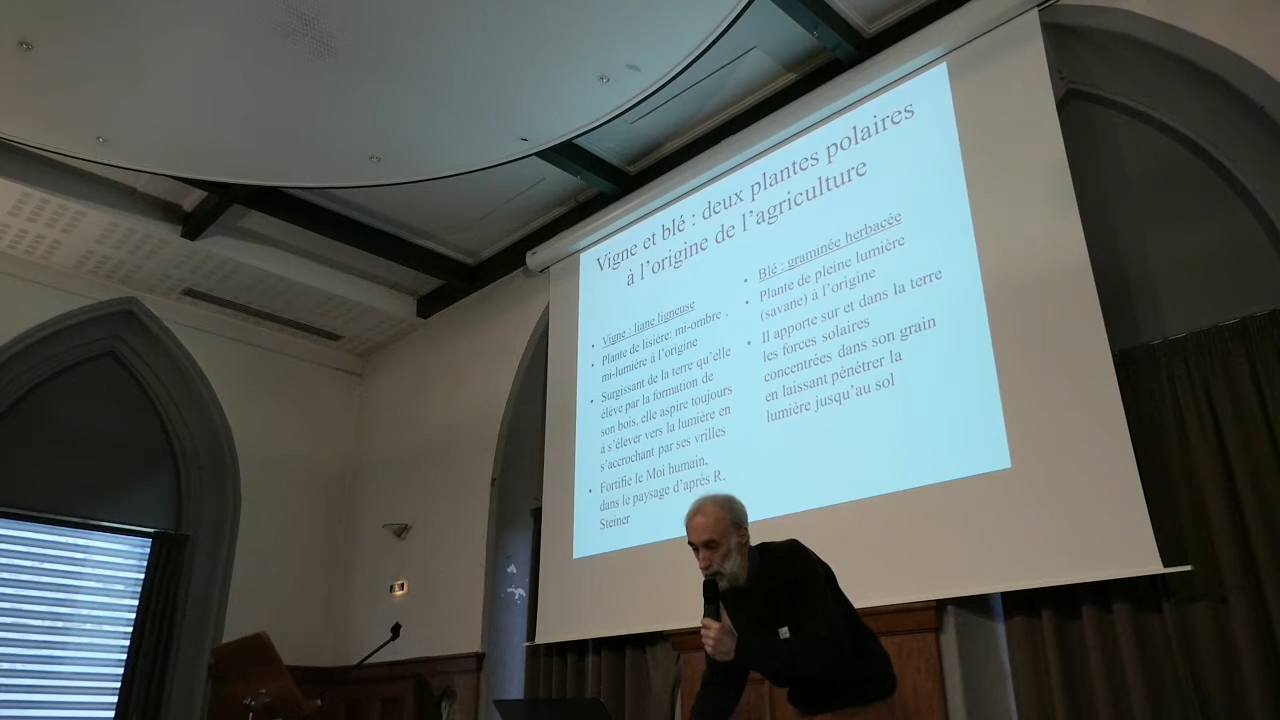 Vigne et blé : deux plantes polaires
à l'origine de l'agriculture
• Vigne : liane ligneuse
• Plante de lisière: mi-ombre .
mi-lumière à l'origine
• Surgissant de la terre qu'elle
élève par la formation de
son bois, elle aspire toujours
à s'élever vers la lumière en
s'accrochant par ses vrilles
• Fortifie le Moi humain,
dans le paysage d'après R.
Steiner
• Blé : graminée herbacée
• Plante de pleine lumière
(savane) à l'origine
• Il apporte sur et dans la terre
les forces solaires
concentrées dans son grain
en laissant pénétrer la
lumière jusqu'au sol